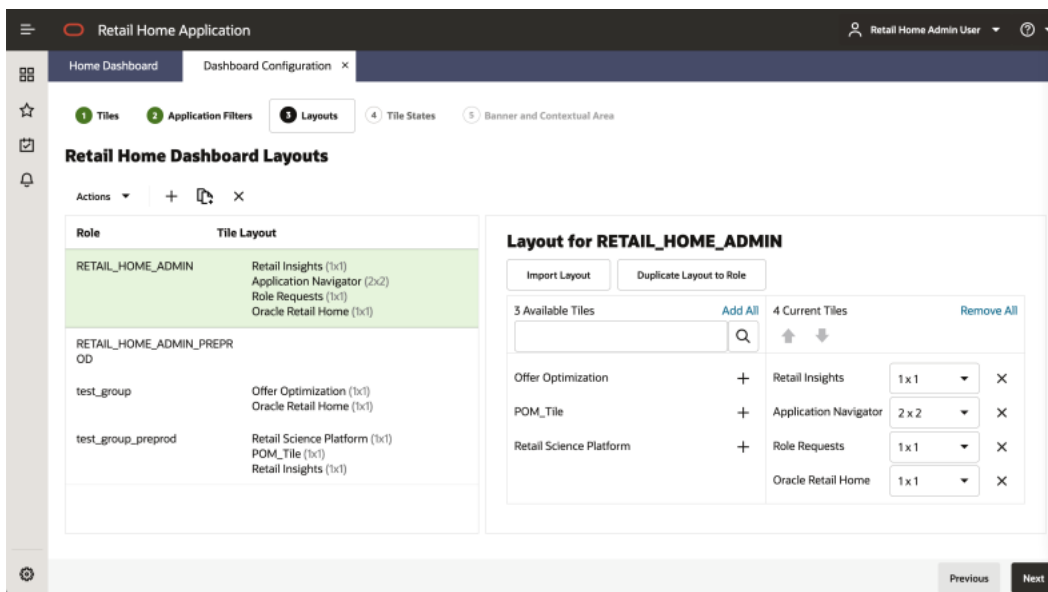 Retail Home Application
Retail Home Admin User
Home Dashboard
Dashboard Configuration ×
1 Tiles
2 Application Filters
3 Layouts
4 Tile States
5 Banner and Contextual Area
Retail Home Dashboard Layouts
Actions
Role Tile Layout
RETAIL_HOME_ADMIN
Retail Insights (1x1)
Application Navigator (2x2)
Role Requests (1x1)
Oracle Retail Home (1x1)
RETAIL_HOME_ADMIN_PREPR
OD
test_group
Offer Optimization (1x1)
Oracle Retail Home (1x1)
test_group_preprod
Retail Science Platform (1x1)
POM_Tile (1x1)
Retail Insights (1x1)
Layout for RETAIL_HOME_ADMIN
Import Layout
Duplicate Layout to Role
3 Available Tiles Add All
Offer Optimization
POM_Tile
Retail Science Platform
4 Current Tiles Remove All
Retail Insights 1 x 1
Application Navigator 2 x 2
Role Requests 1 x 1
Oracle Retail Home 1 x 1
Previous
Next